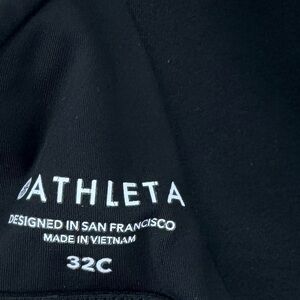 ATHLETA
DESIGNED IN SAN FRANCISCO
MADE IN VIETNAM
32C